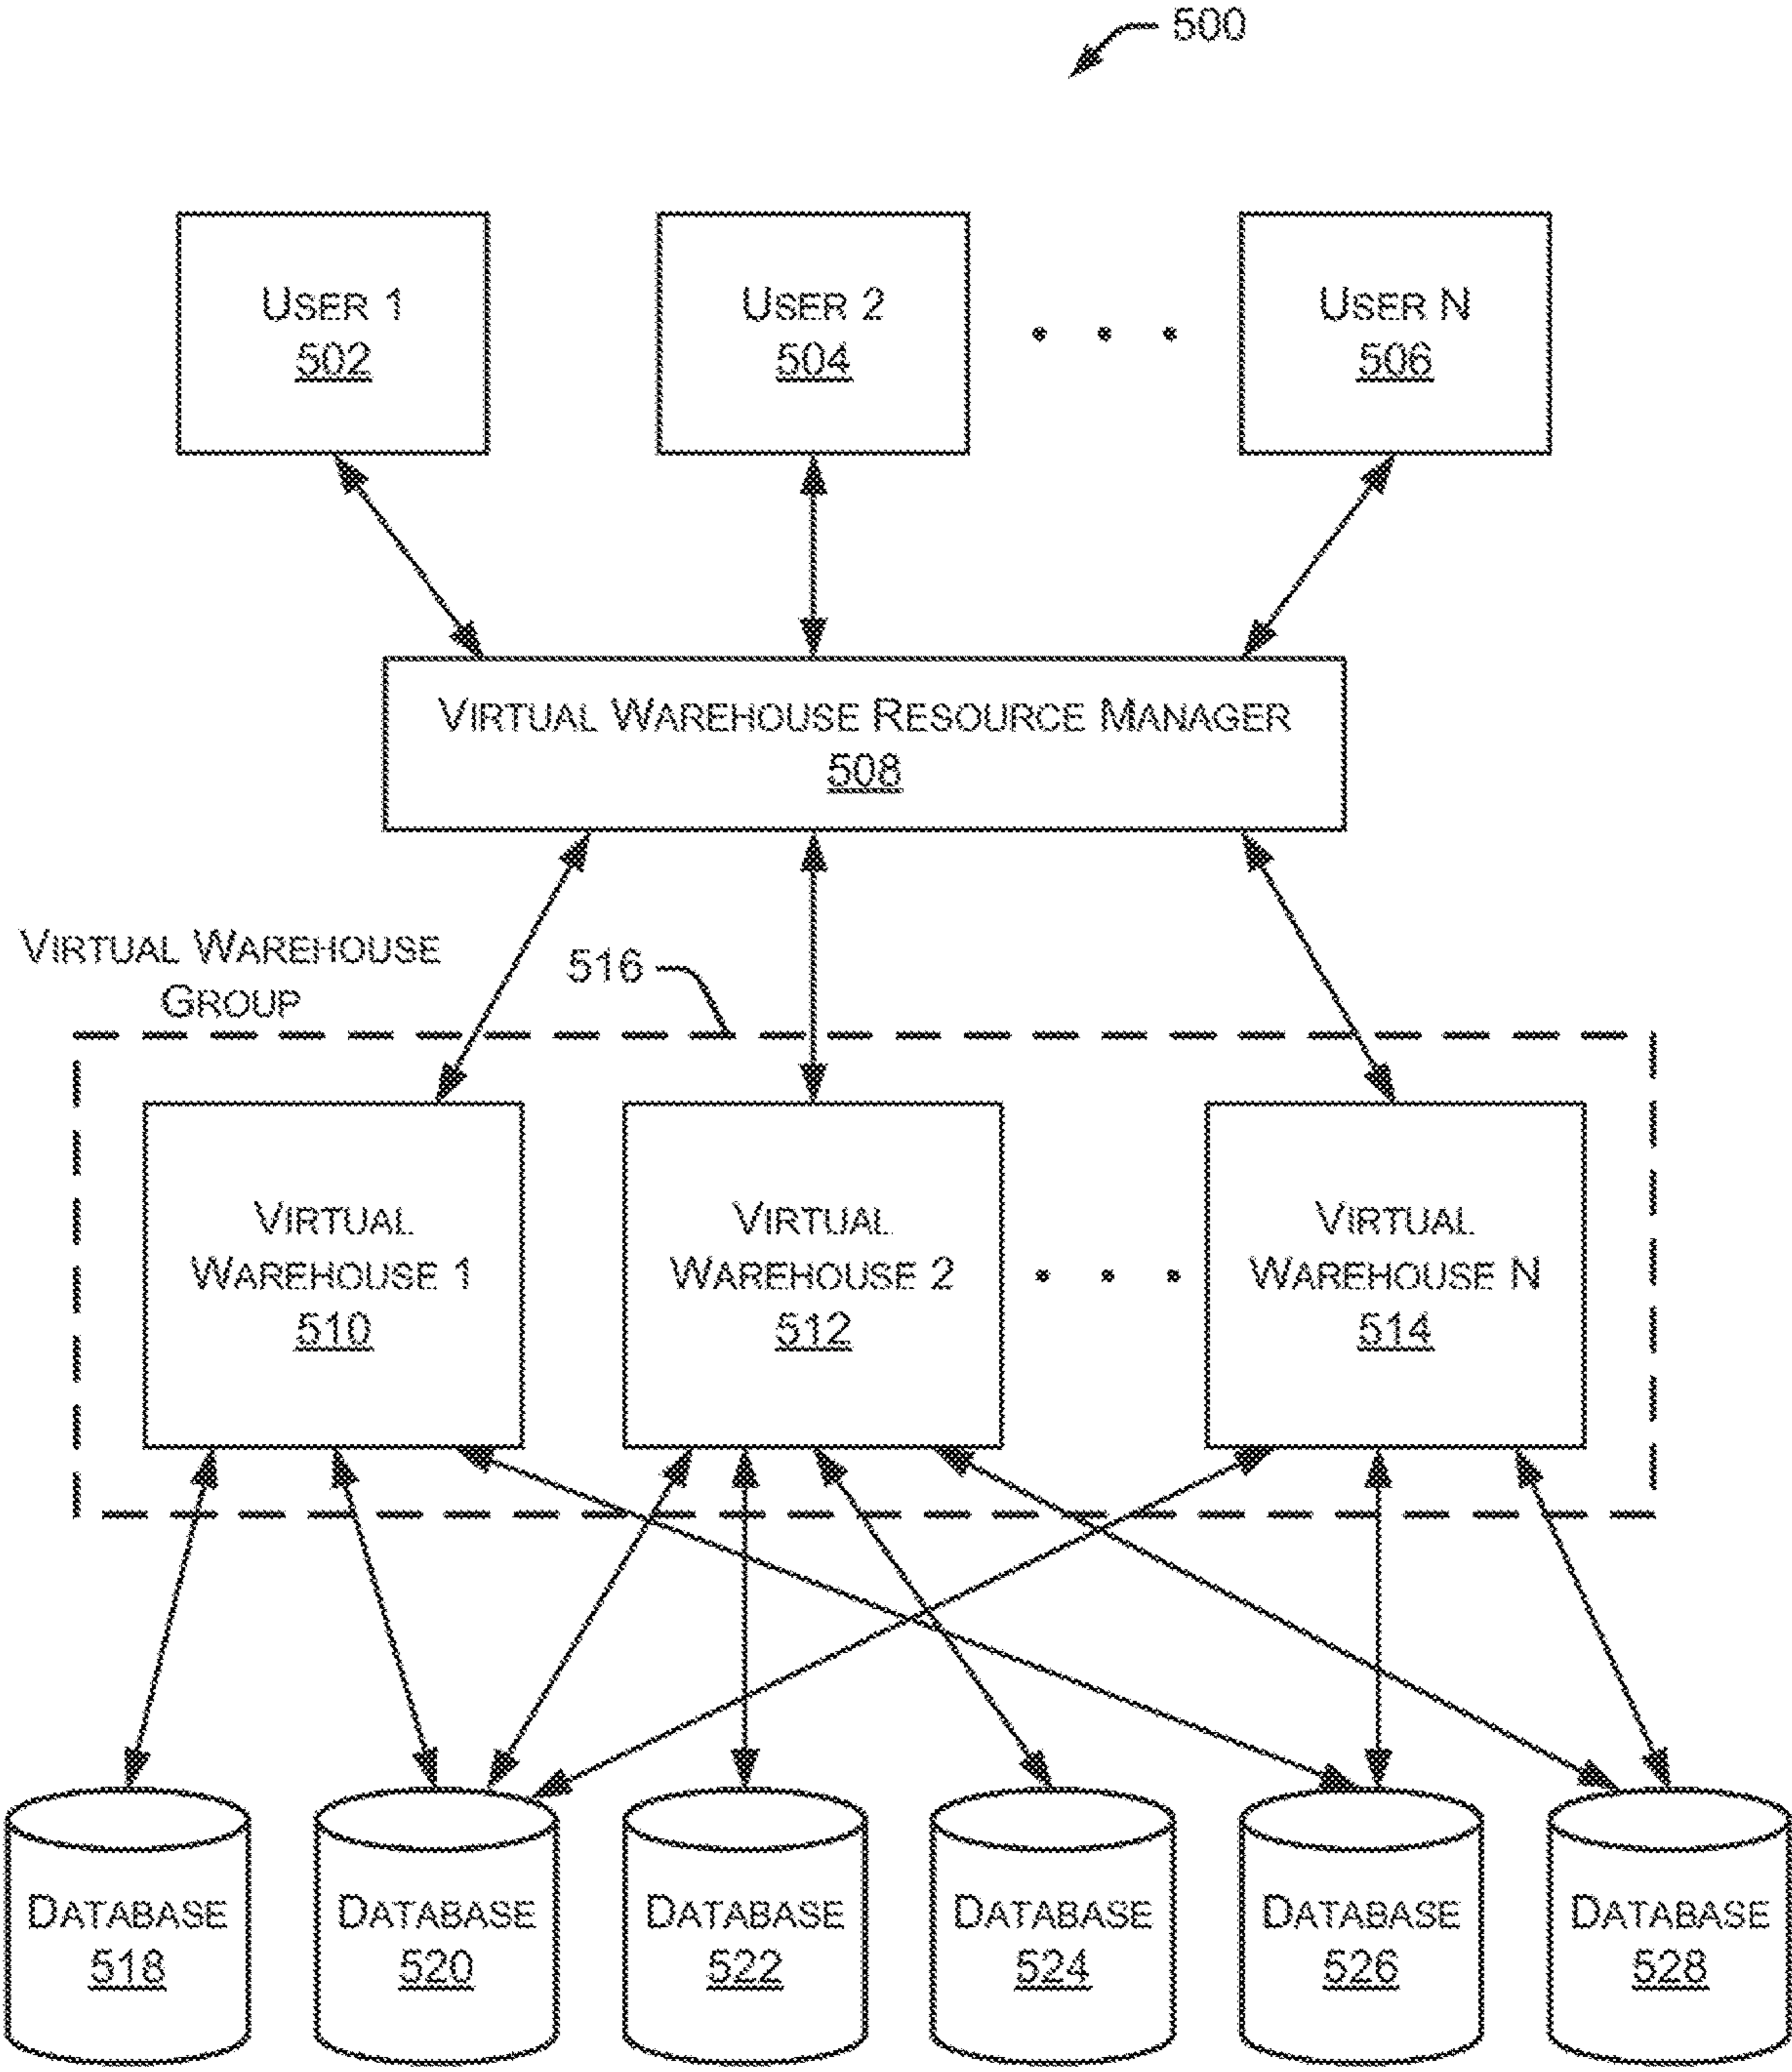 500
USER 1
502
USER 2
504
USER N
506
VIRTUAL WAREHOUSE RESOURCE MANAGER
508
VIRTUAL WAREHOUSE
GROUP
516
VIRTUAL
WAREHOUSE 1
510
VIRTUAL
WAREHOUSE 2
512
VIRTUAL
WAREHOUSE N
514
DATABASE
518
DATABASE
520
DATABASE
522
DATABASE
524
DATABASE
526
DATABASE
528